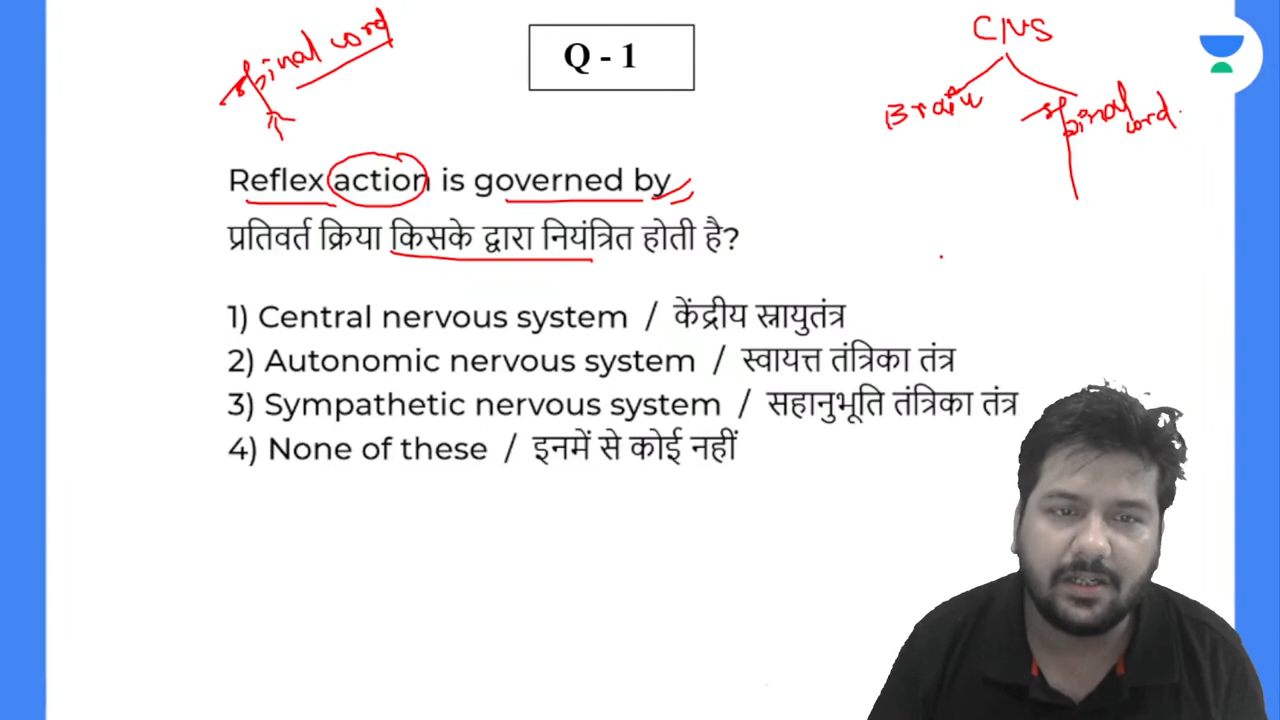 spinal cord
Q - 1
CNS
Brain
spinal cord.
Reflex action is governed by
प्रतिवर्त क्रिया किसके द्वारा नियंत्रित होती है?
1) Central nervous system / केंद्रीय स्नायुतंत्र
2) Autonomic nervous system / स्वायत्त तंत्रिका तंत्र
3) Sympathetic nervous system / सहानुभूति तंत्रिका तंत्र
4) None of these / इनमें से कोई नहीं